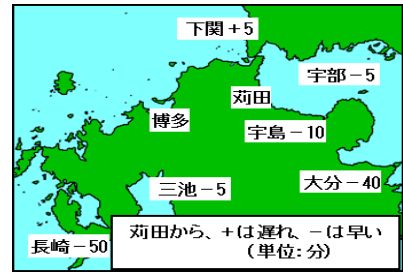 下関+5
宇部-5
苅田
博多
宇島-10
三池-5
大分-40
長崎-50
苅田から、+は遅れ、-は早い
(単位:分)